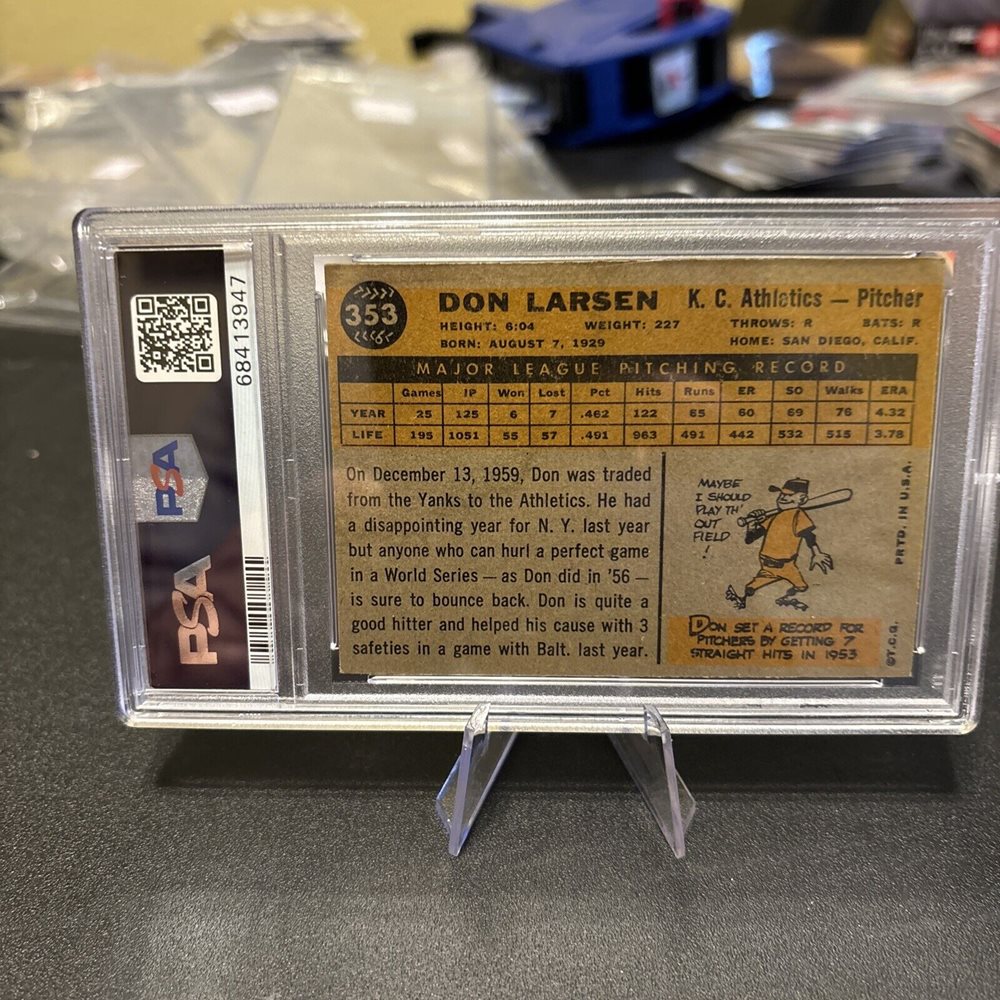 68413947
PSA
PSA
353
DON LARSEN K. C. Athletics — Pitcher
HEIGHT: 6:04 WEIGHT: 227 THROWS: R BATS: R
BORN: AUGUST 7, 1929 HOME: SAN DIEGO, CALIF.
MAJOR LEAGUE PITCHING RECORD
Games IP Won Lost Pct Hits Runs ER SO Walks ERA
YEAR 25 125 6 7 .462 122 65 60 69 76 4.32
LIFE 195 1051 55 57 .491 963 491 442 532 515 3.78
On December 13, 1959, Don was traded
from the Yanks to the Athletics. He had
a disappointing year for N. Y. last year
but anyone who can hurl a perfect game
in a World Series — as Don did in '56 —
is sure to bounce back. Don is quite a
good hitter and helped his cause with 3
safeties in a game with Balt. last year.
MAYBE
I SHOULD
PLAY TH'
OUT
FIELD
!
DON SET A RECORD FOR
PITCHERS BY GETTING 7
STRAIGHT HITS IN 1953
©T.C.G. PRTD. IN U.S.A.